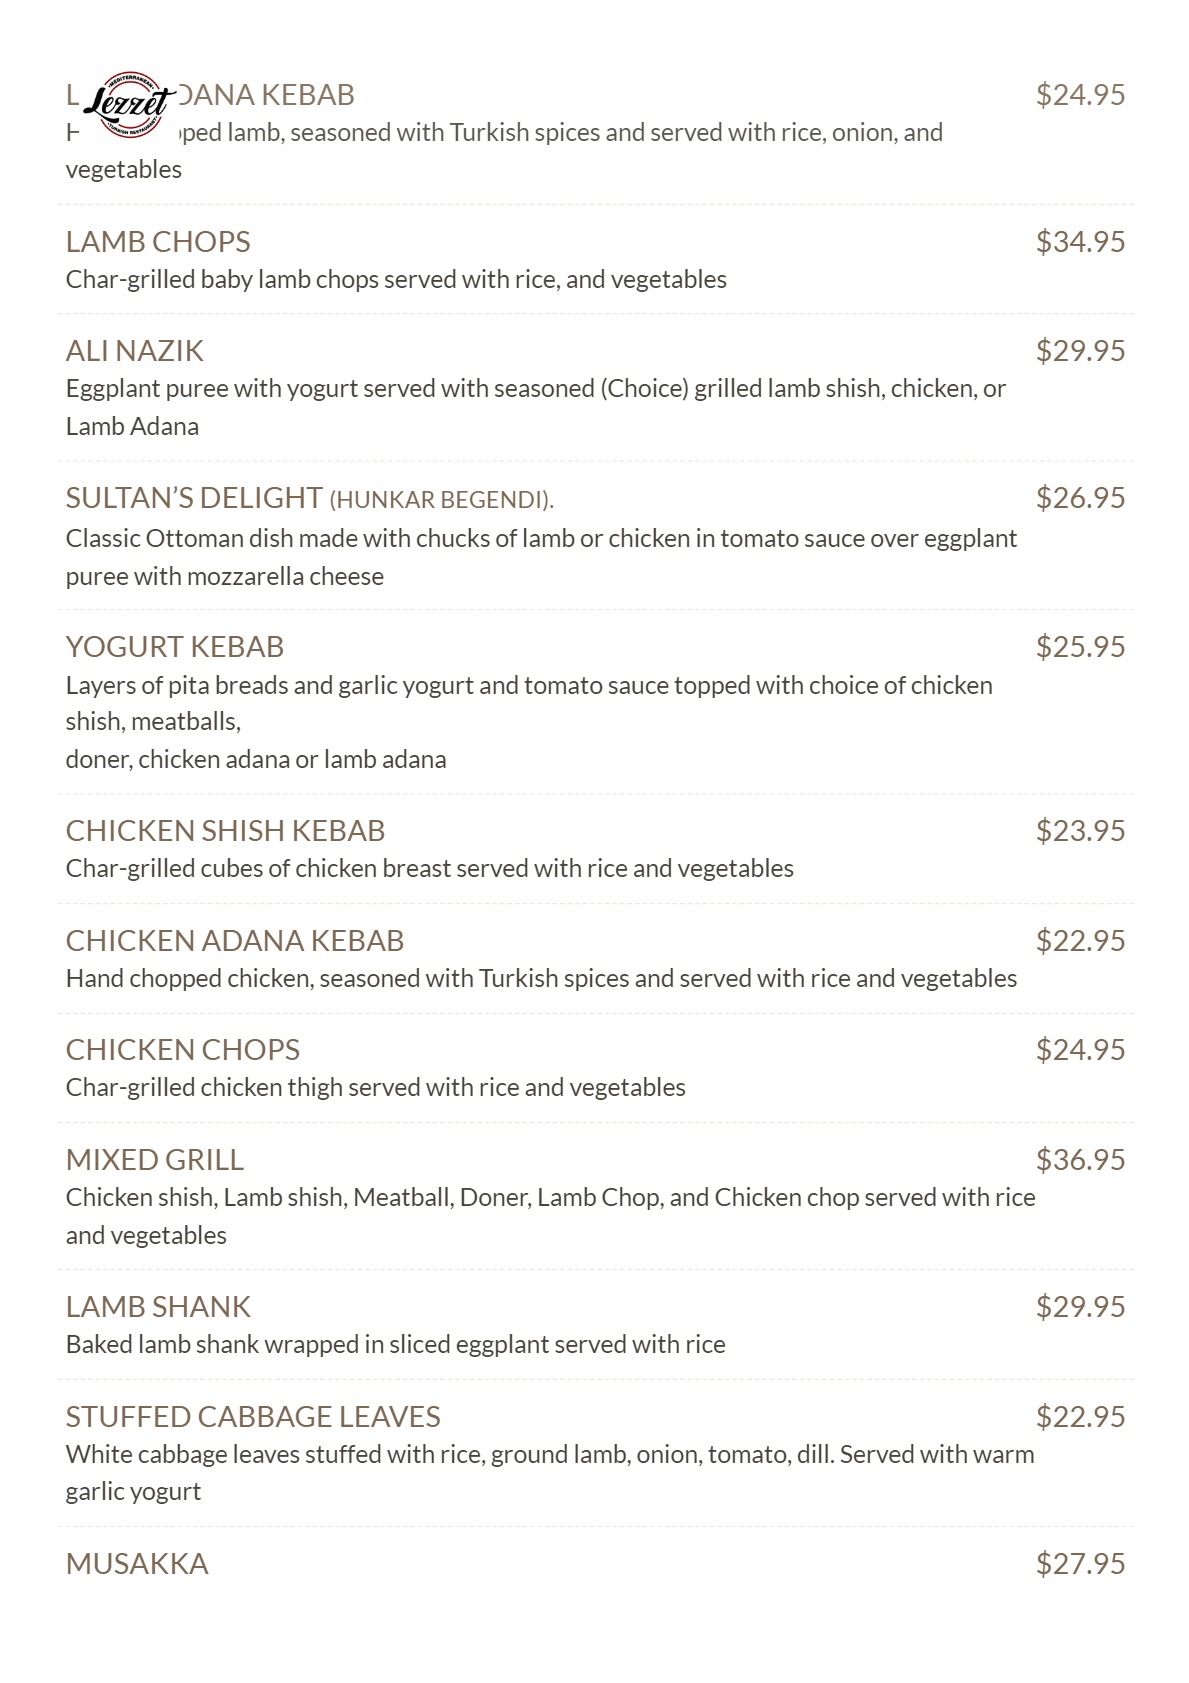 MEDITERRANEAN
Lezzet
TURKISH RESTAURANT
ADANA KEBAB $24.95
lamb, seasoned with Turkish spices and served with rice, onion, and
vegetables
LAMB CHOPS $34.95
Char-grilled baby lamb chops served with rice, and vegetables
ALI NAZIK $29.95
Eggplant puree with yogurt served with seasoned (Choice) grilled lamb shish, chicken, or
Lamb Adana
SULTAN’S DELIGHT (HUNKAR BEGENDI). $26.95
Classic Ottoman dish made with chucks of lamb or chicken in tomato sauce over eggplant
puree with mozzarella cheese
YOGURT KEBAB $25.95
Layers of pita breads and garlic yogurt and tomato sauce topped with choice of chicken
shish, meatballs,
doner, chicken adana or lamb adana
CHICKEN SHISH KEBAB $23.95
Char-grilled cubes of chicken breast served with rice and vegetables
CHICKEN ADANA KEBAB $22.95
Hand chopped chicken, seasoned with Turkish spices and served with rice and vegetables
CHICKEN CHOPS $24.95
Char-grilled chicken thigh served with rice and vegetables
MIXED GRILL $36.95
Chicken shish, Lamb shish, Meatball, Doner, Lamb Chop, and Chicken chop served with rice
and vegetables
LAMB SHANK $29.95
Baked lamb shank wrapped in sliced eggplant served with rice
STUFFED CABBAGE LEAVES $22.95
White cabbage leaves stuffed with rice, ground lamb, onion, tomato, dill. Served with warm
garlic yogurt
MUSAKKA $27.95